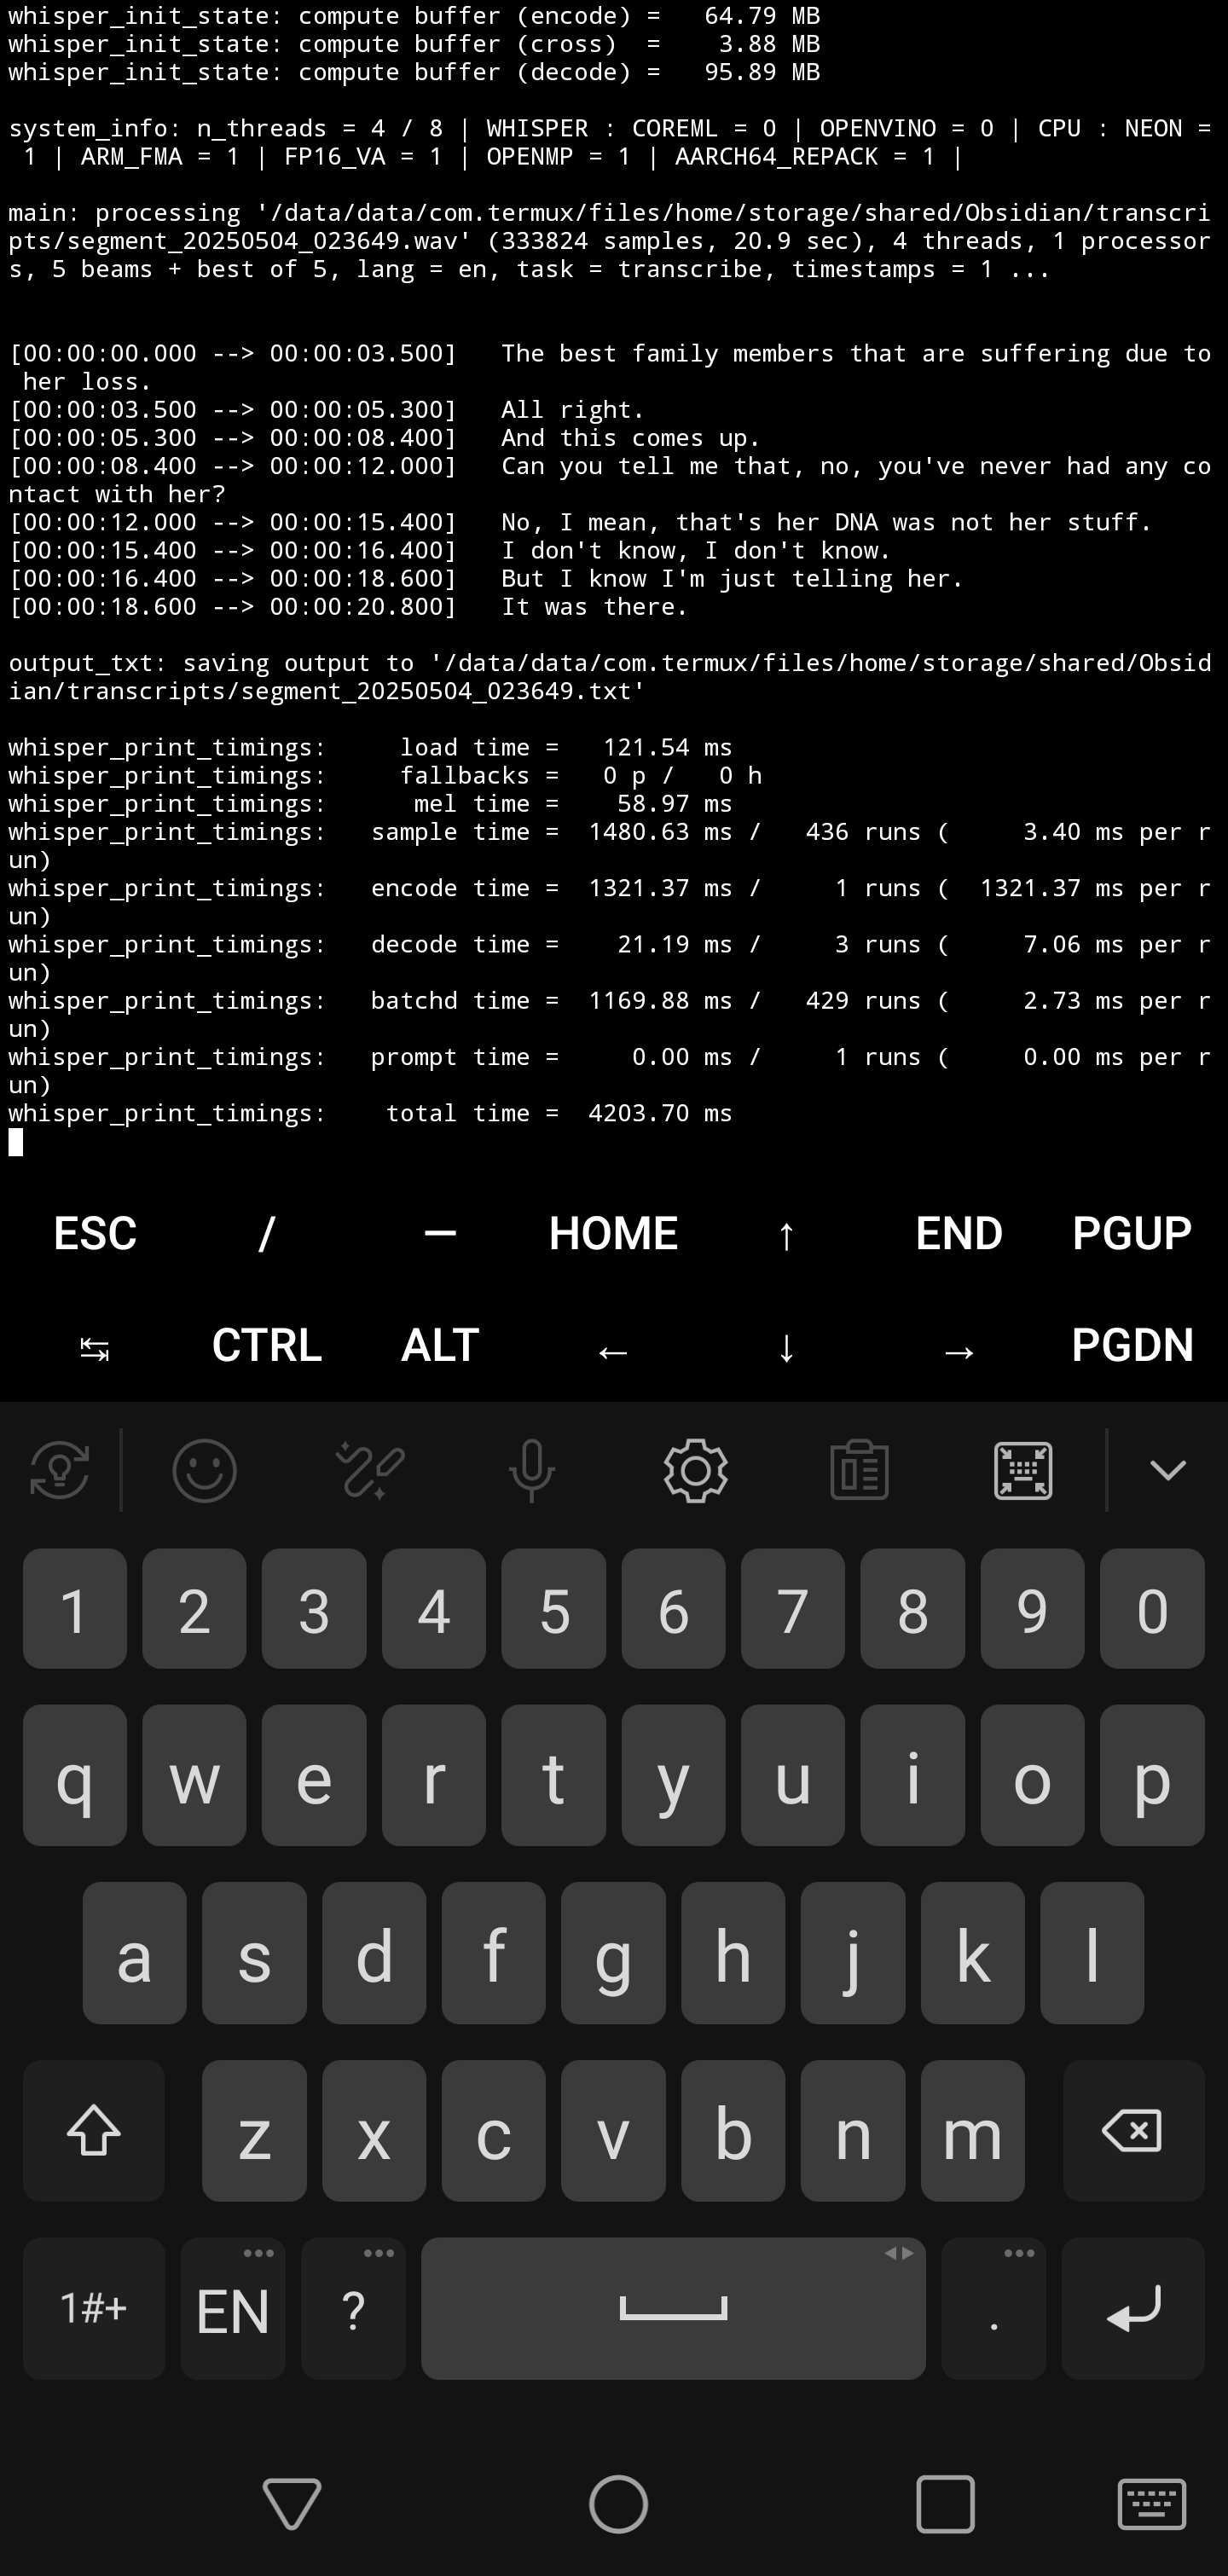 whisper_init_state: compute buffer (encode) =   64.79 MB
whisper_init_state: compute buffer (cross)  =    3.88 MB
whisper_init_state: compute buffer (decode) =   95.89 MB
system_info: n_threads = 4 / 8 | WHISPER : COREML = 0 | OPENVINO = 0 | CPU : NEON =
 1 | ARM_FMA = 1 | FP16_VA = 1 | OPENMP = 1 | AARCH64_REPACK = 1 |
main: processing '/data/data/com.termux/files/home/storage/shared/Obsidian/transcri
pts/segment_20250504_023649.wav' (333824 samples, 20.9 sec), 4 threads, 1 processor
s, 5 beams + best of 5, lang = en, task = transcribe, timestamps = 1 ...
[00:00:00.000 --> 00:00:03.500]   The best family members that are suffering due to
 her loss.
[00:00:03.500 --> 00:00:05.300]   All right.
[00:00:05.300 --> 00:00:08.400]   And this comes up.
[00:00:08.400 --> 00:00:12.000]   Can you tell me that, no, you've never had any co
ntact with her?
[00:00:12.000 --> 00:00:15.400]   No, I mean, that's her DNA was not her stuff.
[00:00:15.400 --> 00:00:16.400]   I don't know, I don't know.
[00:00:16.400 --> 00:00:18.600]   But I know I'm just telling her.
[00:00:18.600 --> 00:00:20.800]   It was there.
output_txt: saving output to '/data/data/com.termux/files/home/storage/shared/Obsid
ian/transcripts/segment_20250504_023649.txt'
whisper_print_timings:     load time =   121.54 ms
whisper_print_timings:     fallbacks =   0 p /   0 h
whisper_print_timings:      mel time =    58.97 ms
whisper_print_timings:   sample time =  1480.63 ms /   436 runs (     3.40 ms per r
un)
whisper_print_timings:   encode time =  1321.37 ms /     1 runs (  1321.37 ms per r
un)
whisper_print_timings:   decode time =    21.19 ms /     3 runs (     7.06 ms per r
un)
whisper_print_timings:   batchd time =  1169.88 ms /   429 runs (     2.73 ms per r
un)
whisper_print_timings:   prompt time =     0.00 ms /     1 runs (     0.00 ms per r
un)
whisper_print_timings:    total time =  4203.70 ms
ESC / — HOME ↑ END PGUP
↹ CTRL ALT ← ↓ → PGDN
1 2 3 4 5 6 7 8 9 0
q w e r t y u i o p
a s d f g h j k l
z x c v b n m
1#+ EN ? .